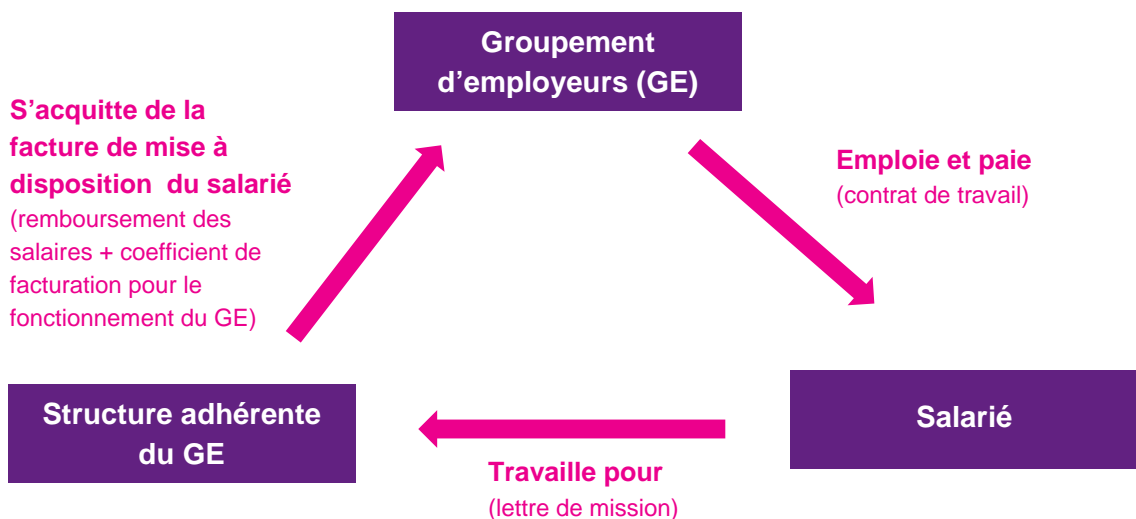 Groupement
d'employeurs (GE)
S'acquitte de la
facture de mise à
disposition  du salarié
(remboursement des
salaires + coefficient de
facturation pour le
fonctionnement du GE)
Emploie et paie
(contrat de travail)
Structure adhérente
du GE
Salarié
Travaille pour
(lettre de mission)